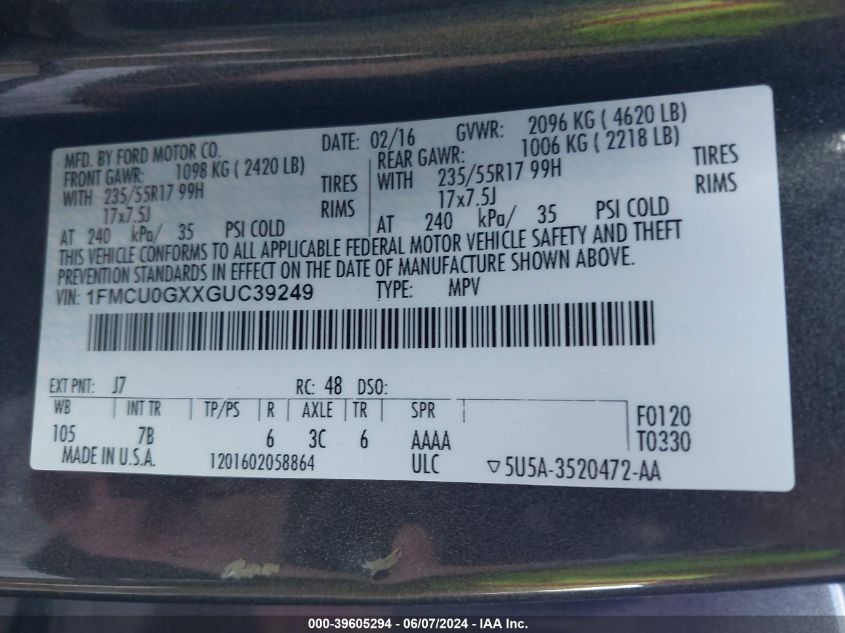 MFD. BY FORD MOTOR CO.
DATE: 02/16 GVWR: 2096 KG ( 4620 LB)
FRONT GAWR: 1098 KG ( 2420 LB) REAR GAWR: 1006 KG ( 2218 LB)
WITH 235/55R17 99H TIRES WITH 235/55R17 99H TIRES
17x7.5J RIMS 17x7.5J RIMS
AT 240 kPa/ 35 PSI COLD AT 240 kPa/ 35 PSI COLD
THIS VEHICLE CONFORMS TO ALL APPLICABLE FEDERAL MOTOR VEHICLE SAFETY AND THEFT
PREVENTION STANDARDS IN EFFECT ON THE DATE OF MANUFACTURE SHOWN ABOVE.
VIN: 1FMCU0GXXGUC39249 TYPE: MPV
EXT PNT: J7 RC: 48 DSO:
WB INT TR TP/PS R AXLE TR SPR F0120
105 7B 6 3C 6 AAAA T0330
MADE IN U.S.A. 1201602058864 ULC ▽5U5A-3520472-AA
000-39605294 - 06/07/2024 - IAAI Inc.